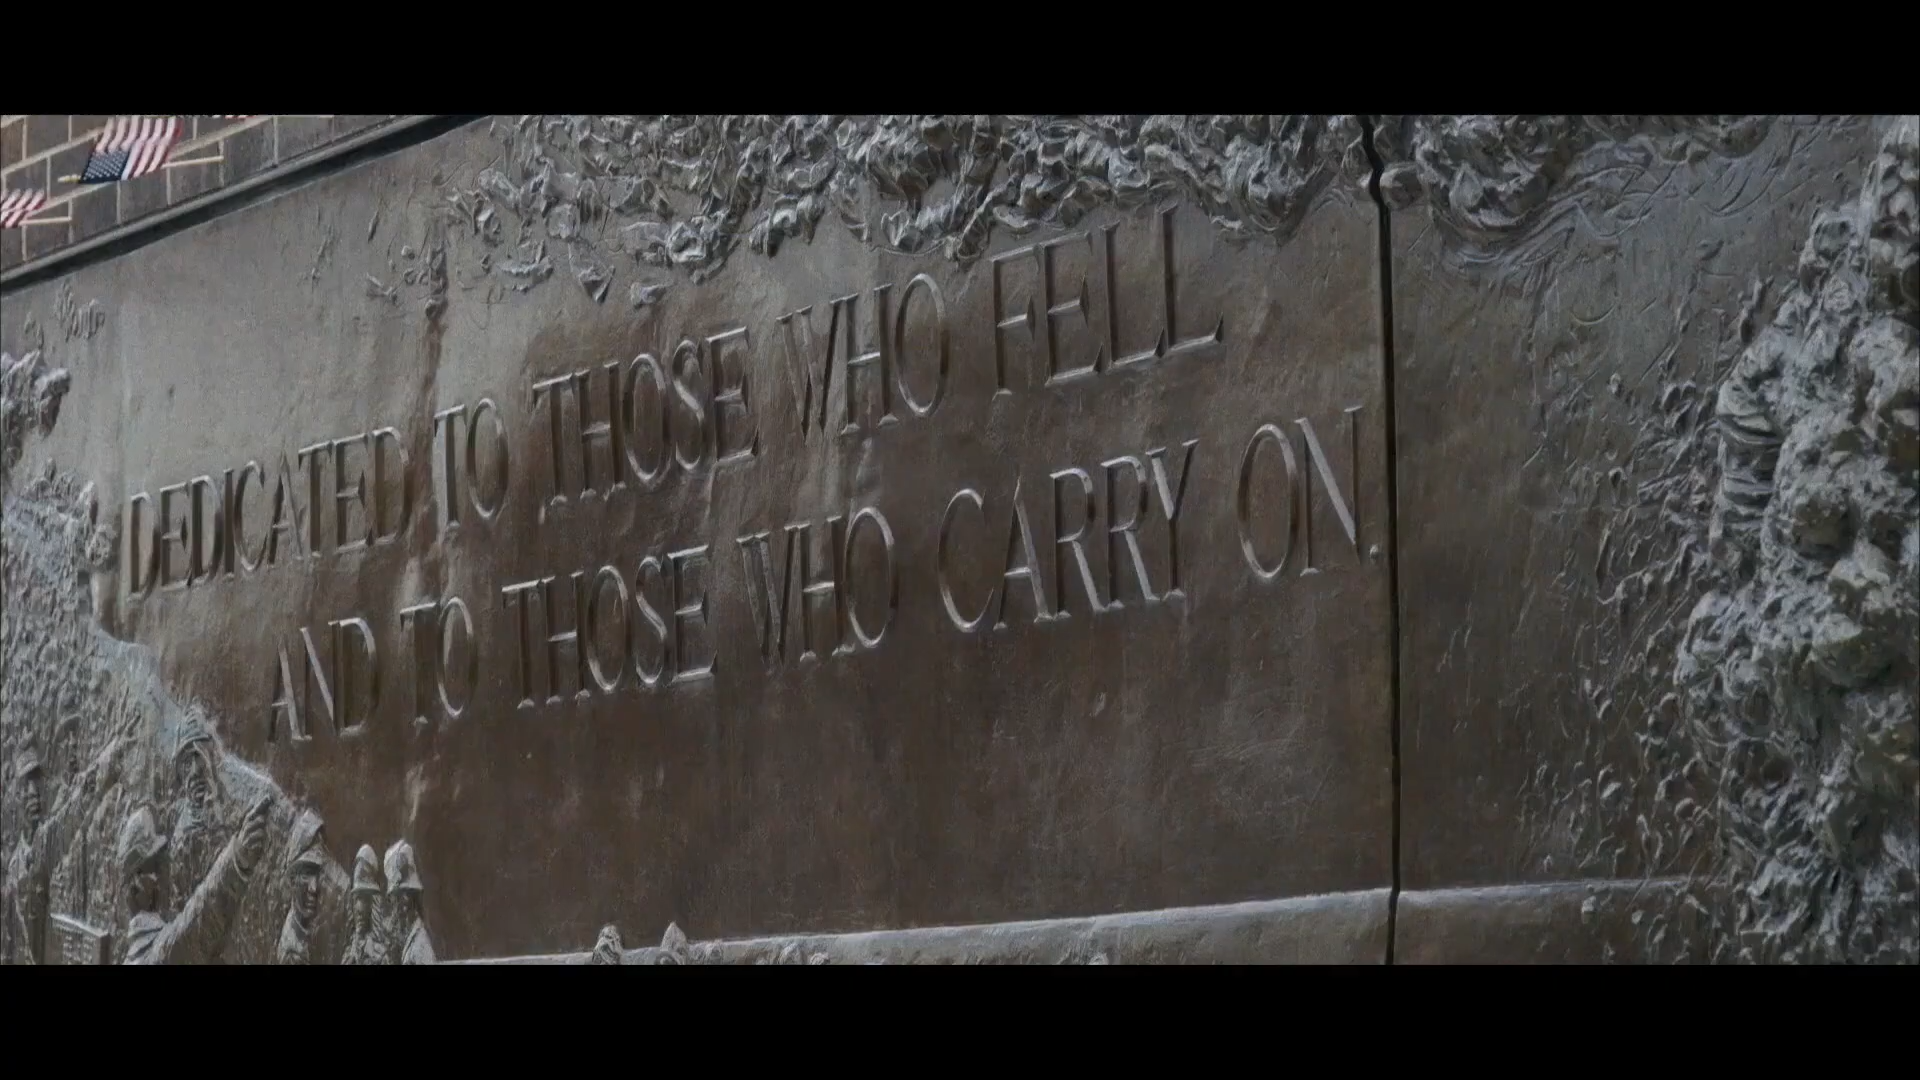 DEDICATED TO THOSE WHO FELL
AND TO THOSE WHO CARRY ON.